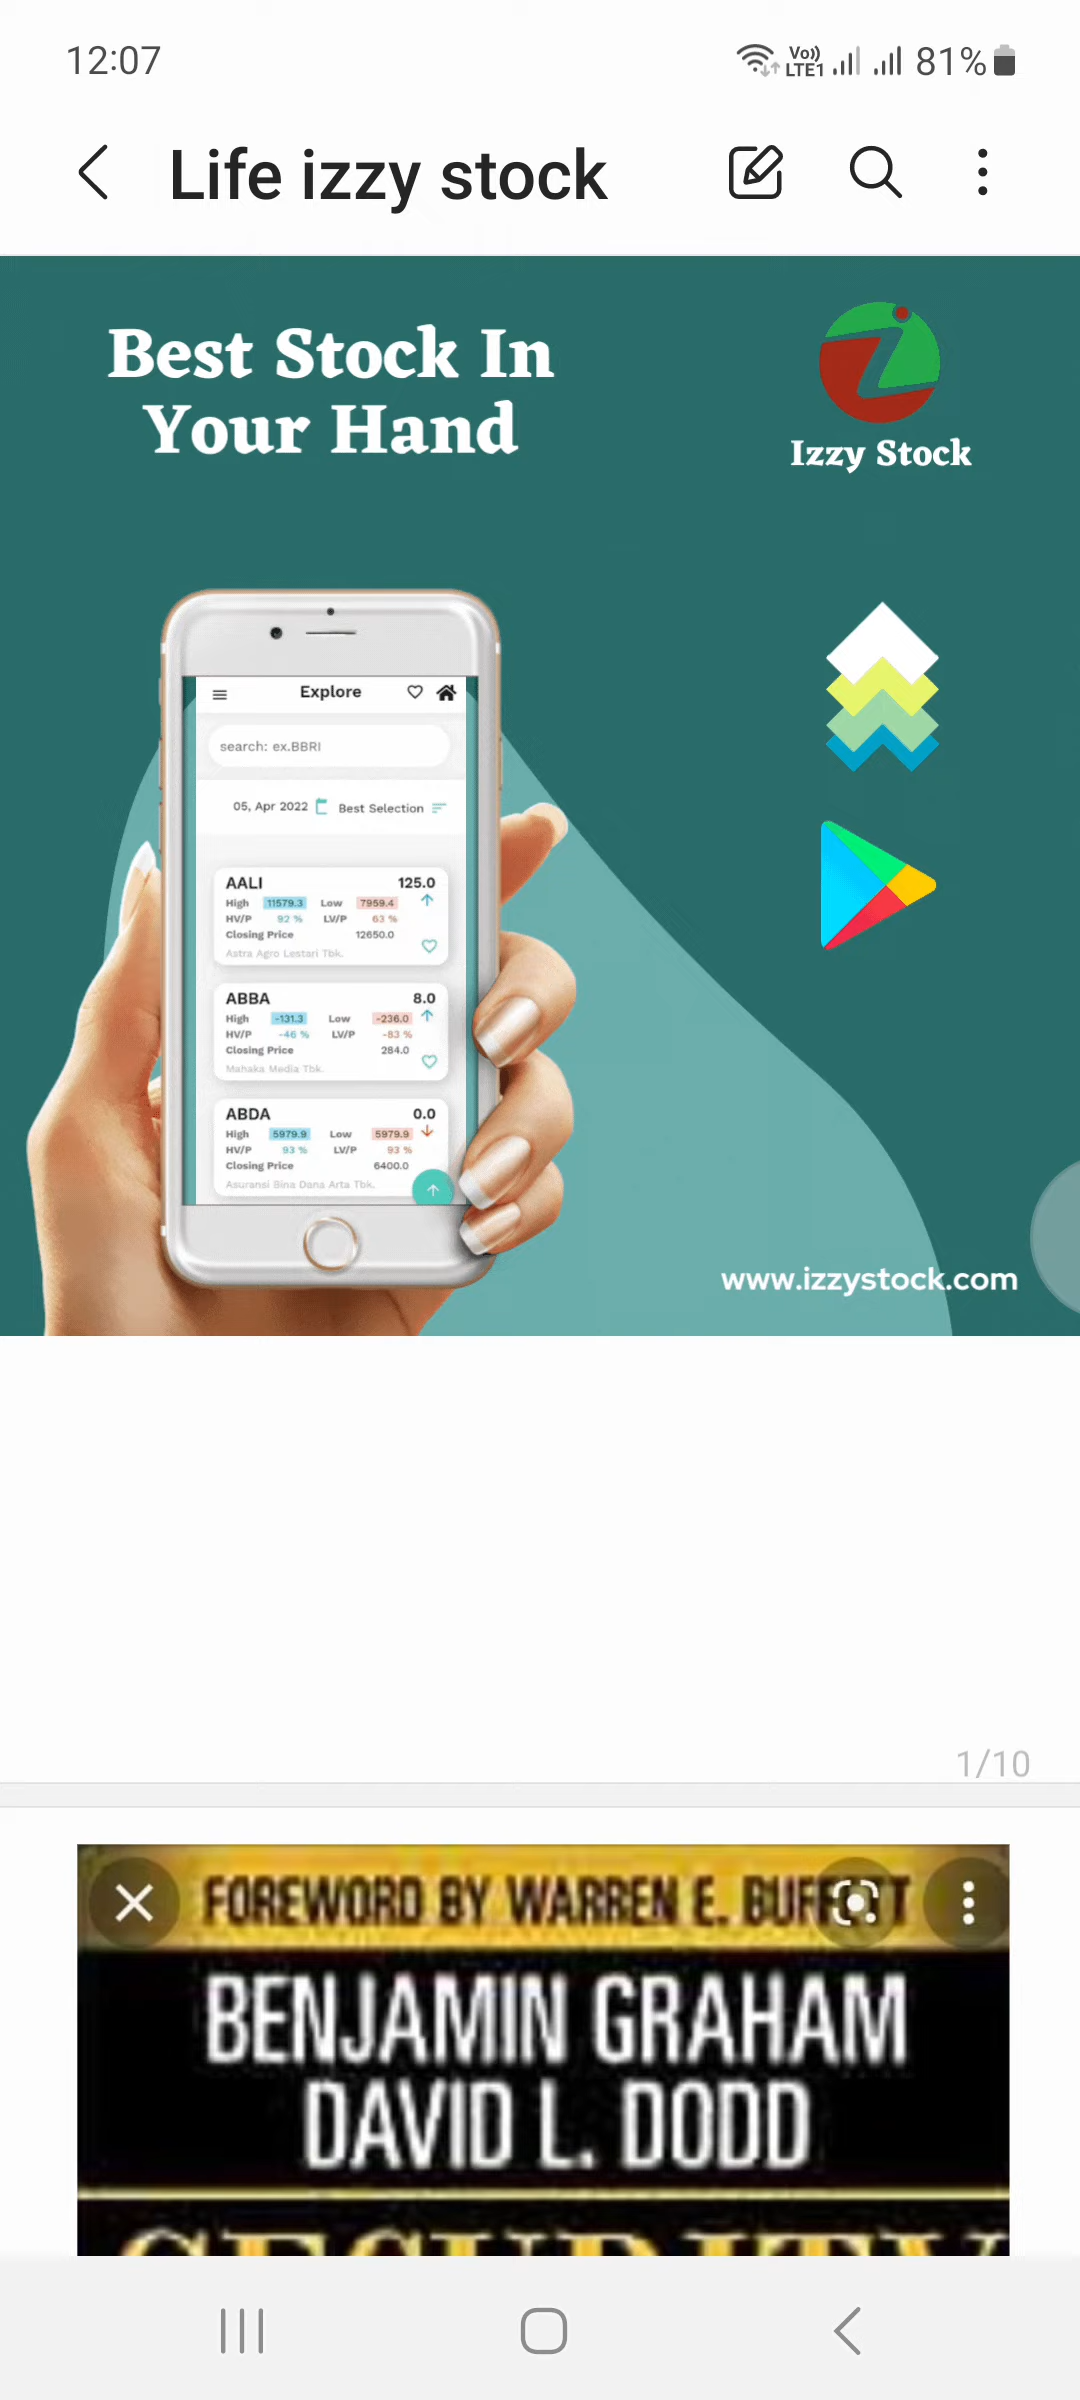 12:07
Vo)) LTE1 81%
Life izzy stock
Best Stock In
Your Hand
Izzy Stock
Explore
search: ex.BBRI
05, Apr 2022 Best Selection
AALI 125.0
High 11579.3 Low 7959.4
HV/P 92 % LV/P 63 %
Closing Price 12650.0
Astra Agro Lestari Tbk.
ABBA 8.0
High -131.3 Low -236.0
HV/P -46 % LV/P -83 %
Closing Price 284.0
Mahaka Media Tbk.
ABDA 0.0
High 5979.9 Low 5979.9
HV/P 93 % LV/P 93 %
Closing Price 6400.0
Asuransi Bina Dana Arta Tbk.
www.izzystock.com
1/10
FOREWORD BY WARREN E. BUFFETT
BENJAMIN GRAHAM
DAVID L. DODD
SECURITY